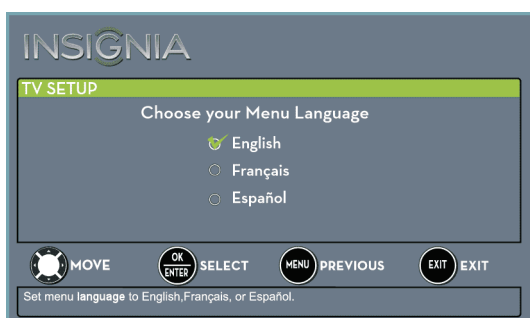 INSIGNIA
TV SETUP
Choose your Menu Language
English
Français
Español
MOVE OK ENTER SELECT MENU PREVIOUS EXIT EXIT
Set menu language to English,Français, or Español.